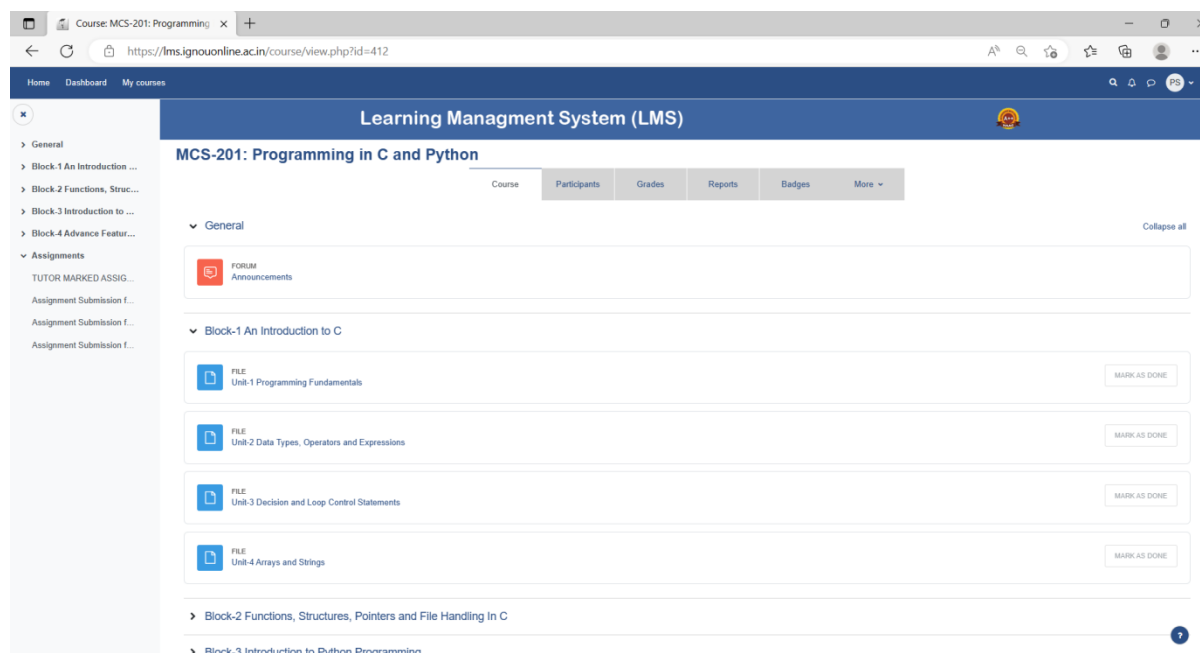 Course: MCS-201: Programming
https://lms.ignouonline.ac.in/course/view.php?id=412
Home Dashboard My courses
PS
Learning Managment System (LMS)
General
Block-1 An Introduction ...
Block-2 Functions, Struc...
Block-3 Introduction to ...
Block-4 Advance Featur...
Assignments
TUTOR MARKED ASSIG...
Assignment Submission f...
Assignment Submission f...
Assignment Submission f...
MCS-201: Programming in C and Python
Course Participants Grades Reports Badges More
General Collapse all
FORUM
Announcements
Block-1 An Introduction to C
FILE
Unit-1 Programming Fundamentals
MARK AS DONE
FILE
Unit-2 Data Types, Operators and Expressions
MARK AS DONE
FILE
Unit-3 Decision and Loop Control Statements
MARK AS DONE
FILE
Unit-4 Arrays and Strings
MARK AS DONE
Block-2 Functions, Structures, Pointers and File Handling In C
?
Block-3 Introduction to Python Programming